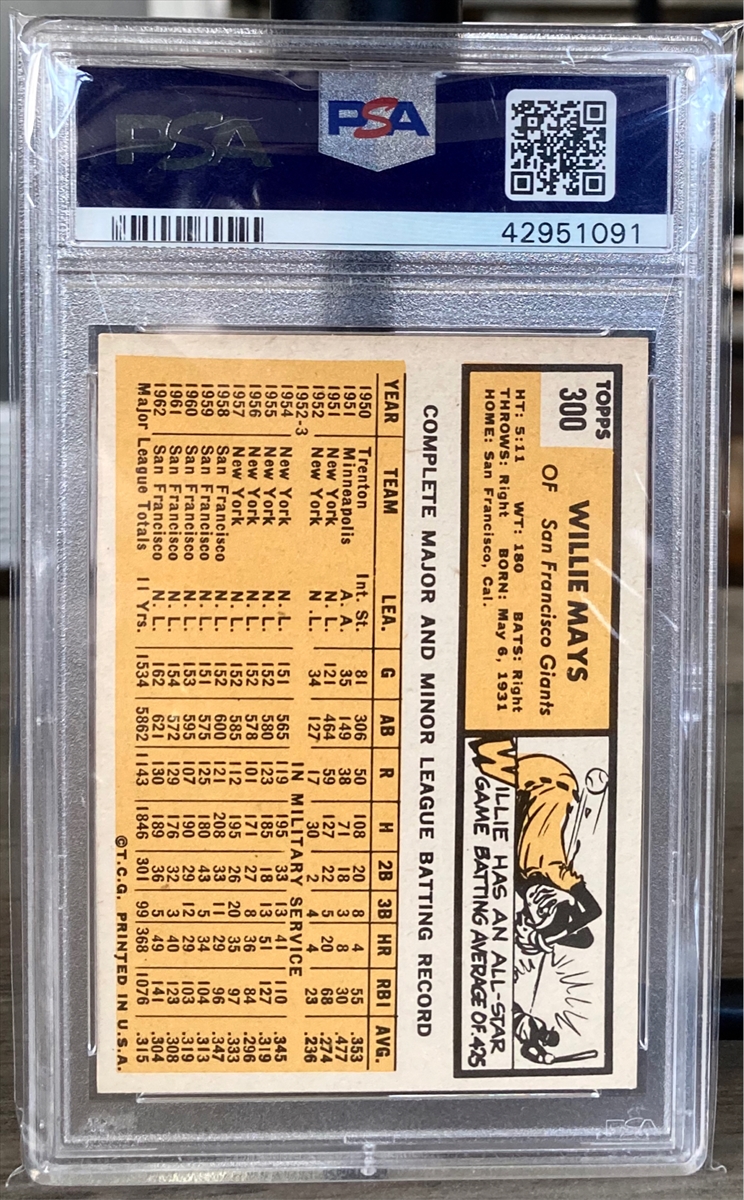 PSA
PSA
42951091
TOPPS
300
WILLIE MAYS
OF San Francisco Giants
HT: 5:11 WT: 180 BATS: Right
THROWS: Right BORN: May 6, 1931
HOME: San Francisco, Cal.
WILLIE HAS AN ALL-STAR
GAME BATTING AVERAGE OF .425
COMPLETE MAJOR AND MINOR LEAGUE BATTING RECORD
YEAR TEAM LEA. G AB R H 2B 3B HR RBI AVG.
1950 Trenton Int. St. 81 306 50 108 20 8 4 55 .353
1951 Minneapolis A. A. 35 149 38 71 18 3 8 30 .477
1951 New York N. L. 121 464 59 127 22 5 20 68 .274
1952 New York N. L. 34 127 17 30 2 4 4 23 .236
1952-3 IN MILITARY SERVICE
1954 New York N. L. 151 565 119 195 33 13 41 110 .345
1955 New York N. L. 152 580 123 185 18 13 51 127 .319
1956 New York N. L. 152 578 101 171 27 8 36 84 .296
1957 New York N. L. 152 585 112 195 26 20 35 97 .333
1958 San Francisco N. L. 152 600 121 208 33 11 29 96 .347
1959 San Francisco N. L. 151 575 125 180 43 5 34 104 .313
1960 San Francisco N. L. 153 595 107 190 29 12 29 103 .319
1961 San Francisco N. L. 154 572 129 176 32 3 40 123 .308
1962 San Francisco N. L. 162 621 130 189 36 5 49 141 .304
Major League Totals 11 Yrs. 1534 5862 1143 1846 301 99 368 1076 .315
©T.C.G. PRINTED IN U.S.A.
PSA